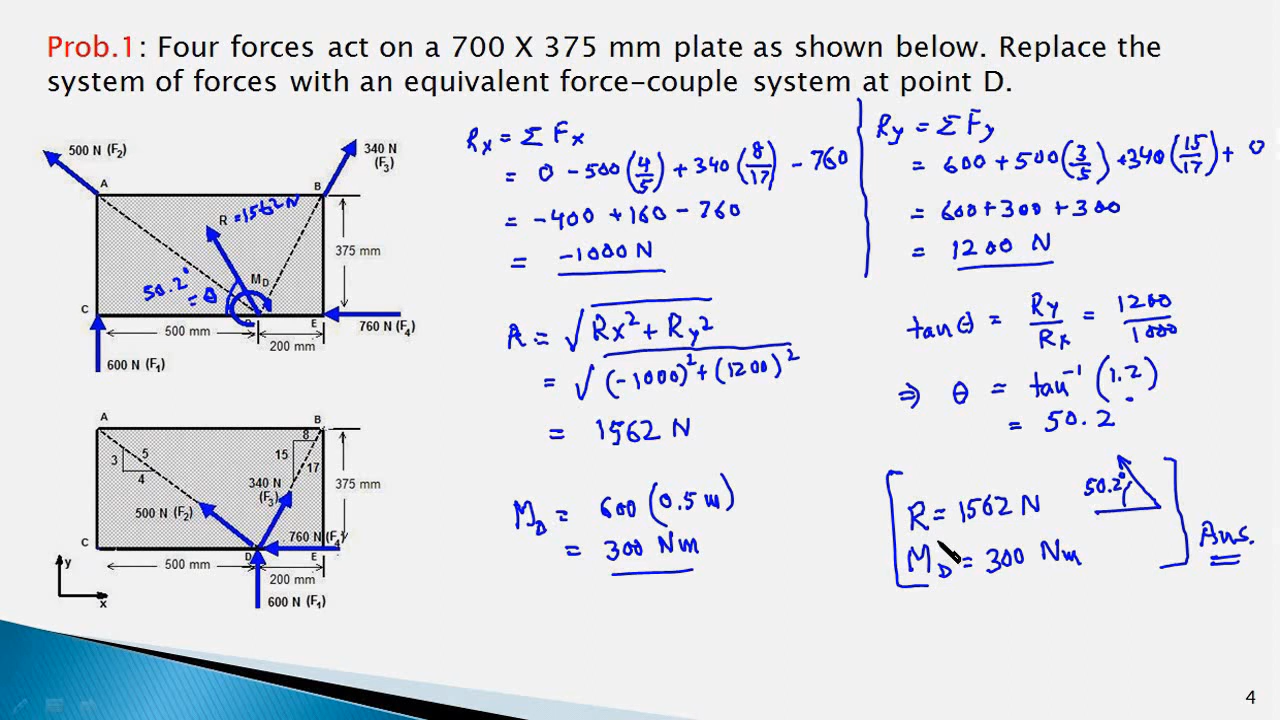 Prob.1: Four forces act on a 700 X 375 mm plate as shown below. Replace the
system of forces with an equivalent force-couple system at point D.
500 N (F₂)
340 N
(F₃)
A
B
R = 1562 N
375 mm
50.2°
= θ
M_D
C
E
500 mm
200 mm
760 N (F₄)
600 N (F₁)
A
B
3
5
4
8
15
17
340 N
(F₃)
375 mm
500 N (F₂)
760 N (F₄)
C
D
E
500 mm
200 mm
600 N (F₁)
y
x
Rx = Σ Fx
= 0 - 500 (4/5) + 340 (8/17) - 760
= -400 + 160 - 760
= -1000 N
R = √Rx² + Ry²
= √(-1000)² + (1200)²
= 1562 N
M_D = 600 (0.5 m)
= 300 Nm
Ry = Σ Fy
= 600 + 500 (3/5) + 340 (15/17) + 0
= 600 + 300 + 300
= 1200 N
tan θ = Ry/Rx = 1200/1000
⇒ θ = tan⁻¹ (1.2)
= 50.2°
R = 1562 N
50.2°
M_D = 300 Nm
Ans.
4